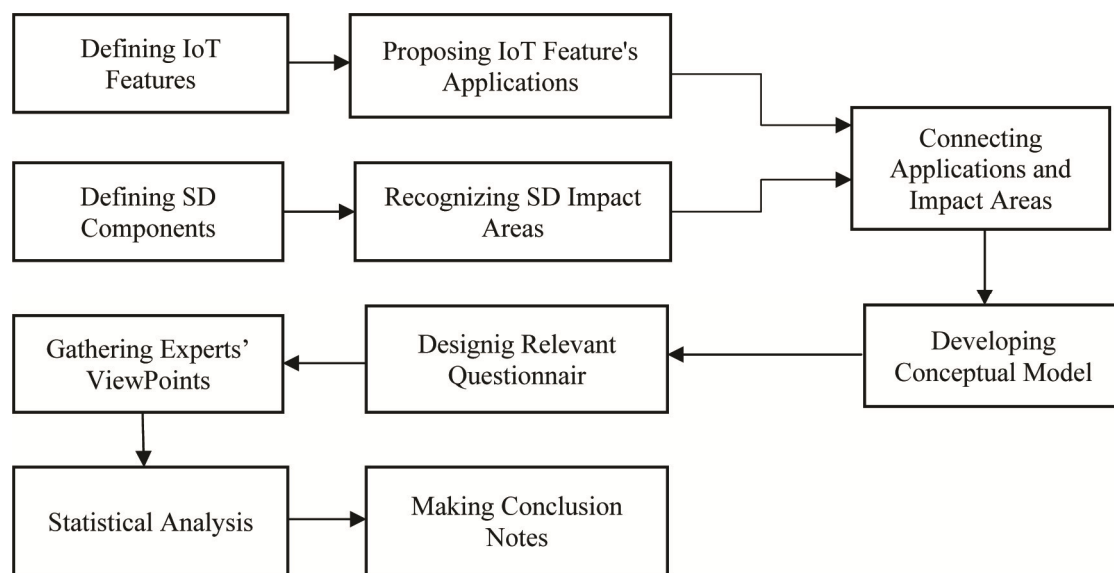 Defining IoT
Features
Proposing IoT Feature's
Applications
Connecting
Applications and
Impact Areas
Defining SD
Components
Recognizing SD Impact
Areas
Gathering Experts’
ViewPoints
Designig Relevant
Questionnair
Developing
Conceptual Model
Statistical Analysis
Making Conclusion
Notes